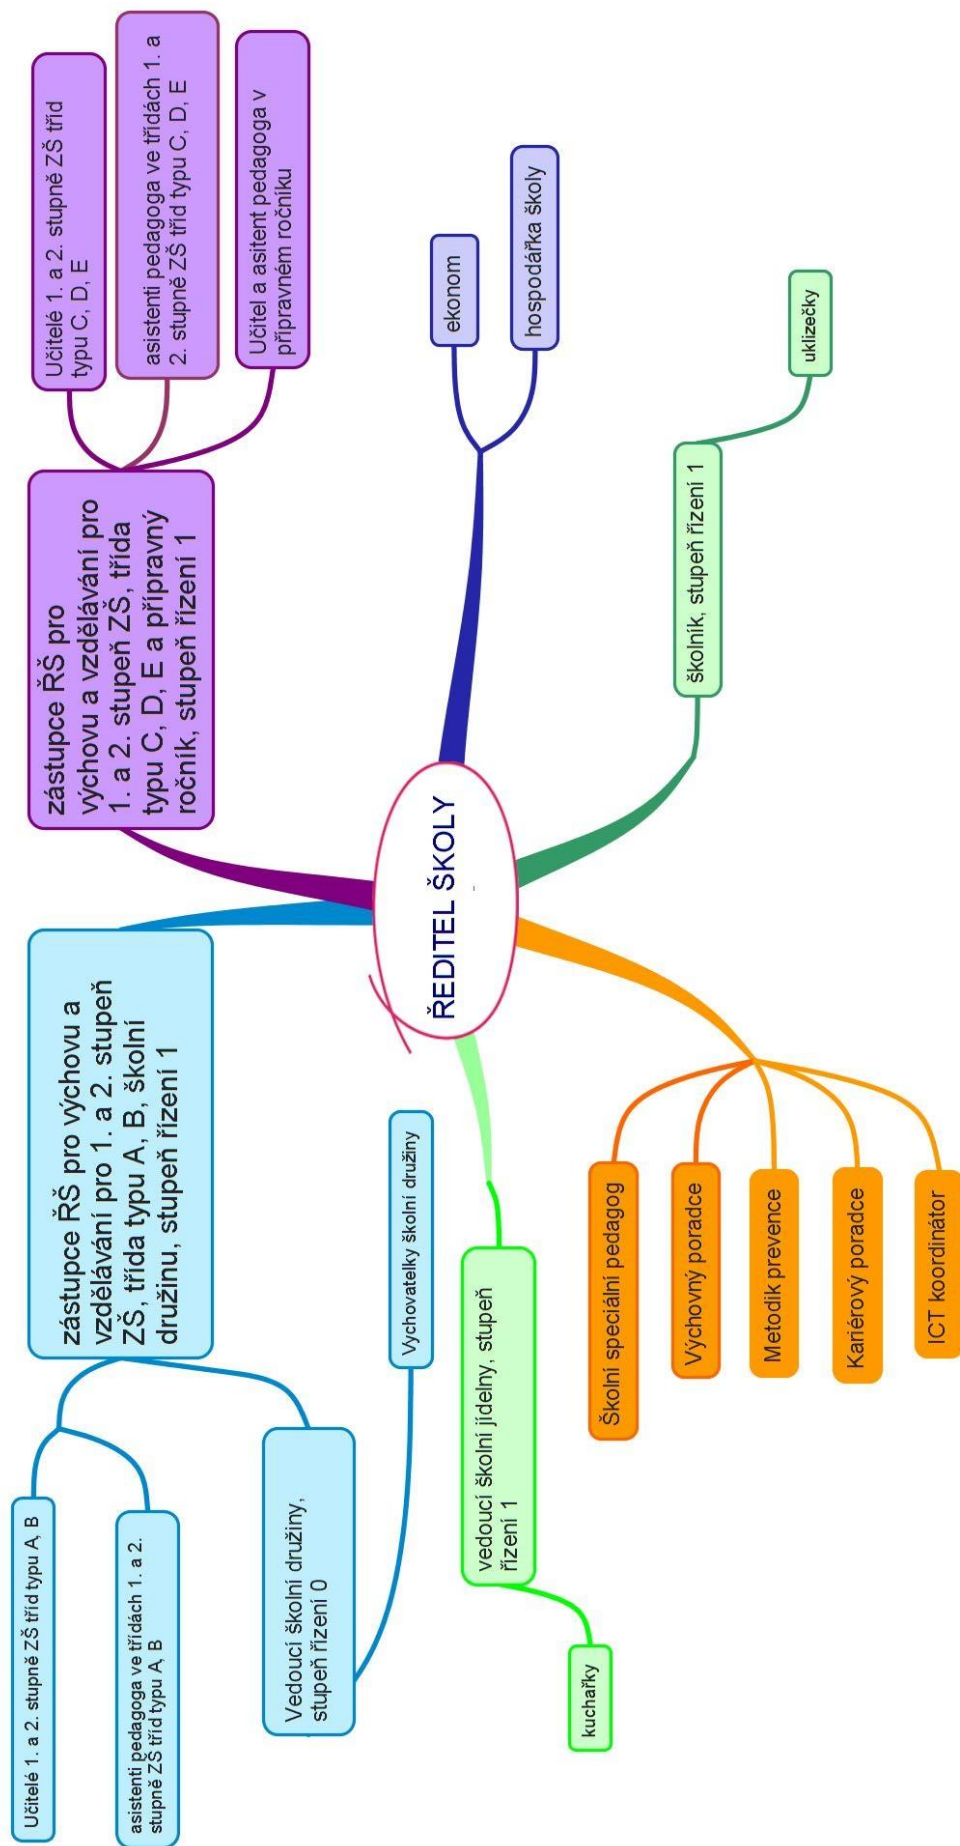 Učitelé 1. a 2. stupně ZŠ tříd typu A, B
asistenti pedagoga ve třídách 1. a 2.
stupně ZŠ tříd typu A, B
Vedoucí školní družiny,
stupeň řízení 0
Vychovatelky školní družiny
zástupce ŘŠ pro výchovu a
vzdělávání pro 1. a 2. stupeň
ZŠ, třída typu A, B, školní
družinu, stupeň řízení 1
zástupce ŘŠ pro
výchovu a vzdělávání pro
1. a 2. stupeň ZŠ, třída
typu C, D, E a přípravný
ročník, stupeň řízení 1
Učitelé 1. a 2. stupně ZŠ tříd
typu C, D, E
asistenti pedagoga ve třídách 1. a
2. stupně ZŠ tříd typu C, D, E
Učitel a asitent pedagoga v
přípravném ročníku
ŘEDITEL ŠKOLY
-
ekonom
hospodářka školy
vedoucí školní jídelny, stupeň
řízení 1
kuchařky
Školní speciální pedagog
Výchovný poradce
Metodik prevence
Kariérový poradce
ICT koordinátor
školník, stupeň řízení 1
uklizečky